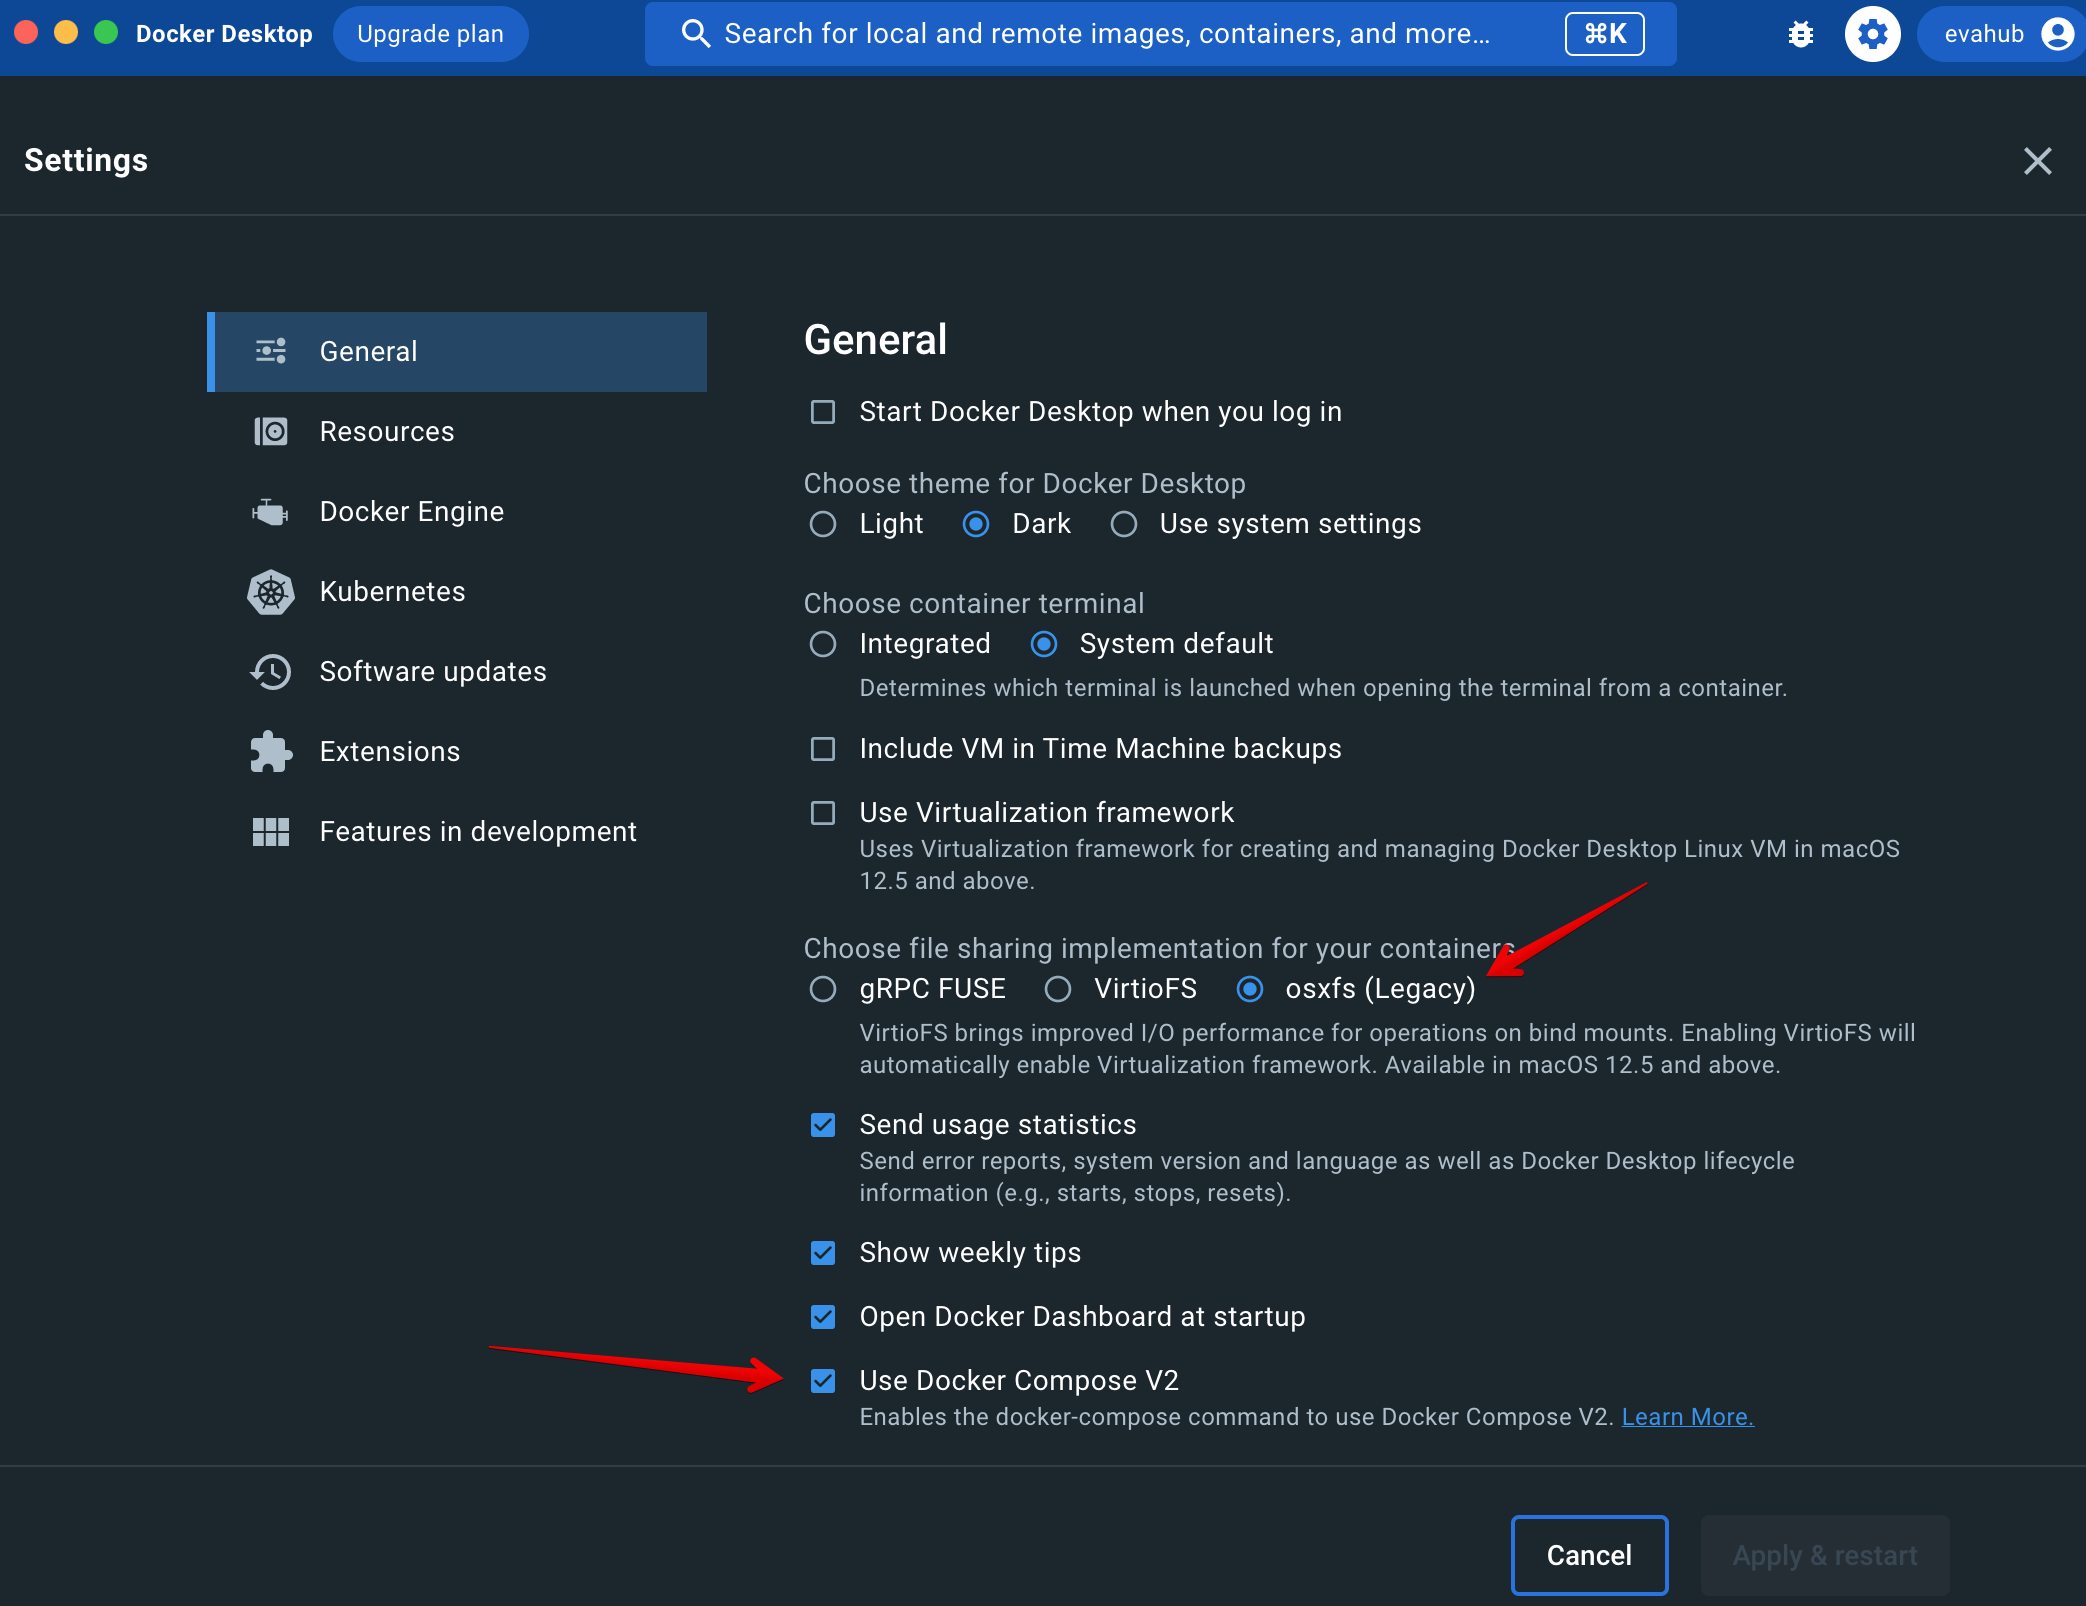 Docker Desktop
Upgrade plan
Search for local and remote images, containers, and more...
⌘K
evahub
Settings
General
Resources
Docker Engine
Kubernetes
Software updates
Extensions
Features in development
General
Start Docker Desktop when you log in
Choose theme for Docker Desktop
Light Dark Use system settings
Choose container terminal
Integrated System default
Determines which terminal is launched when opening the terminal from a container.
Include VM in Time Machine backups
Use Virtualization framework
Uses Virtualization framework for creating and managing Docker Desktop Linux VM in macOS
12.5 and above.
Choose file sharing implementation for your containers
gRPC FUSE VirtioFS osxfs (Legacy)
VirtioFS brings improved I/O performance for operations on bind mounts. Enabling VirtioFS will
automatically enable Virtualization framework. Available in macOS 12.5 and above.
Send usage statistics
Send error reports, system version and language as well as Docker Desktop lifecycle
information (e.g., starts, stops, resets).
Show weekly tips
Open Docker Dashboard at startup
Use Docker Compose V2
Enables the docker-compose command to use Docker Compose V2. Learn More.
Cancel
Apply & restart